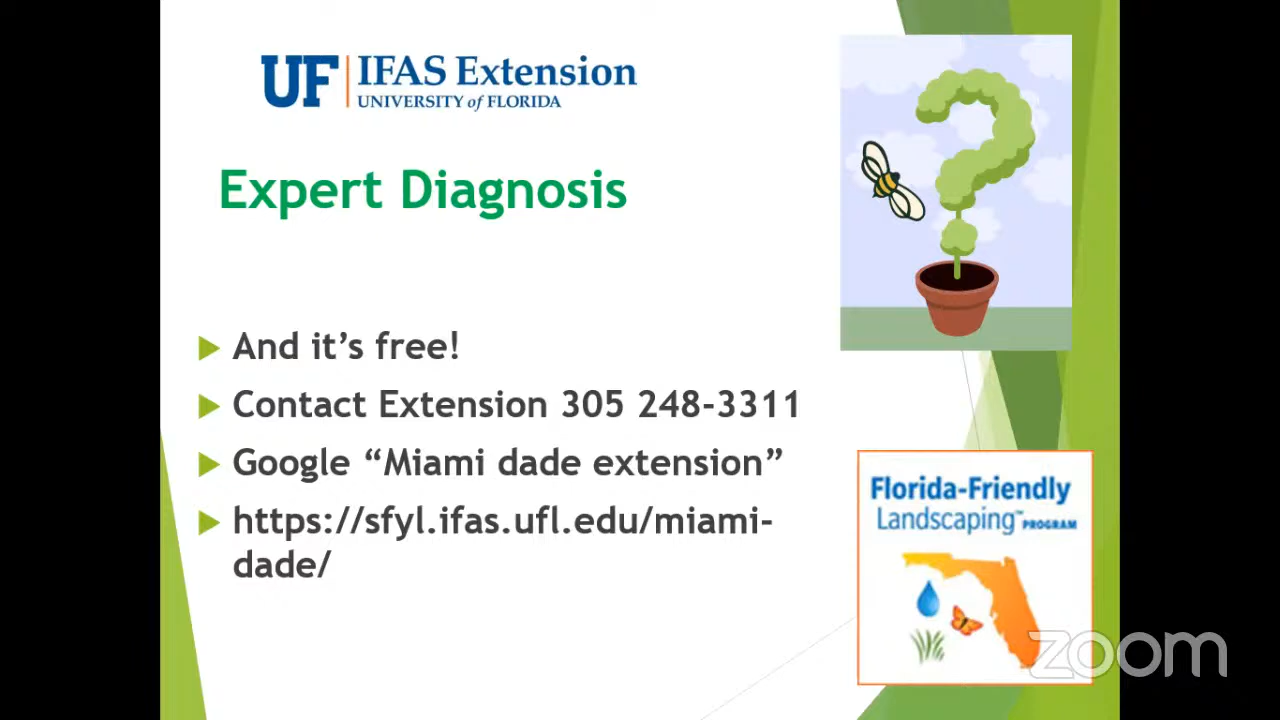 UF IFAS Extension
UNIVERSITY of FLORIDA
Expert Diagnosis
And it's free!
Contact Extension 305 248-3311
Google “Miami dade extension”
https://sfyl.ifas.ufl.edu/miami-
dade/
Florida-Friendly
Landscaping™ PROGRAM
zoom